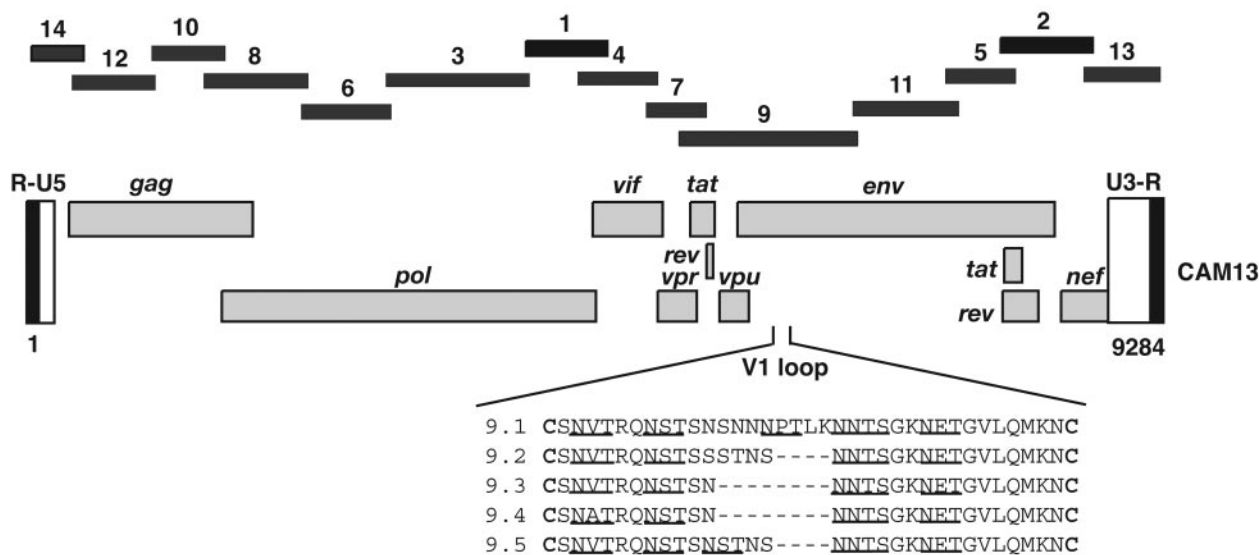 14 10 1 2
12 8 3 4 5 13
6 7 11
9
R-U5 gag vif tat env U3-R
rev tat CAM13
pol vpr vpu rev nef
1 9284
V1 loop
9.1 CSNVTRQNSTSNSNNNPTLKNNTSGKNETGVLQMKNC
9.2 CSNVTRQNSTSSSTNS----NNTSGKNETGVLQMKNC
9.3 CSNVTRQNSTSN--------NNTSGKNETGVLQMKNC
9.4 CSNATRQNSTSN--------NNTSGKNETGVLQMKNC
9.5 CSNVTRQNSTSNSTNS----NNTSGKNETGVLQMKNC